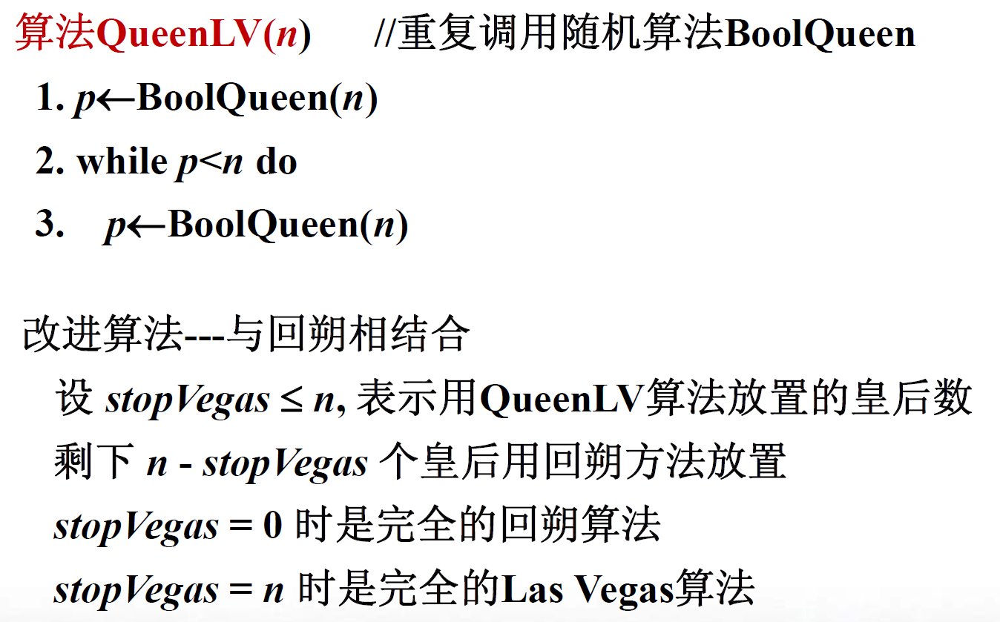 算法QueenLV(n) //重复调用随机算法BoolQueen
1. p←BoolQueen(n)
2. while p<n do
3. p←BoolQueen(n)
改进算法---与回朔相结合
设 stopVegas ≤ n, 表示用QueenLV算法放置的皇后数
剩下 n - stopVegas 个皇后用回朔方法放置
stopVegas = 0 时是完全的回朔算法
stopVegas = n 时是完全的Las Vegas算法